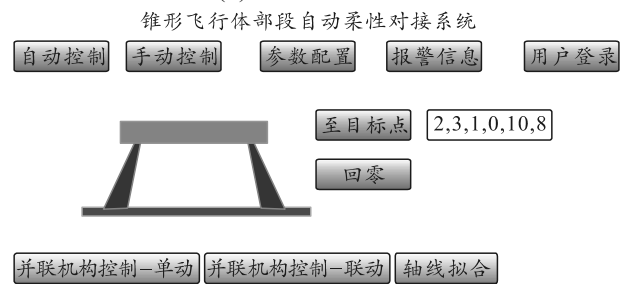 锥形飞行体部段自动柔性对接系统
自动控制 手动控制 参数配置 报警信息 用户登录
至目标点 2,3,1,0,10,8
回零
并联机构控制-单动 并联机构控制-联动 轴线拟合